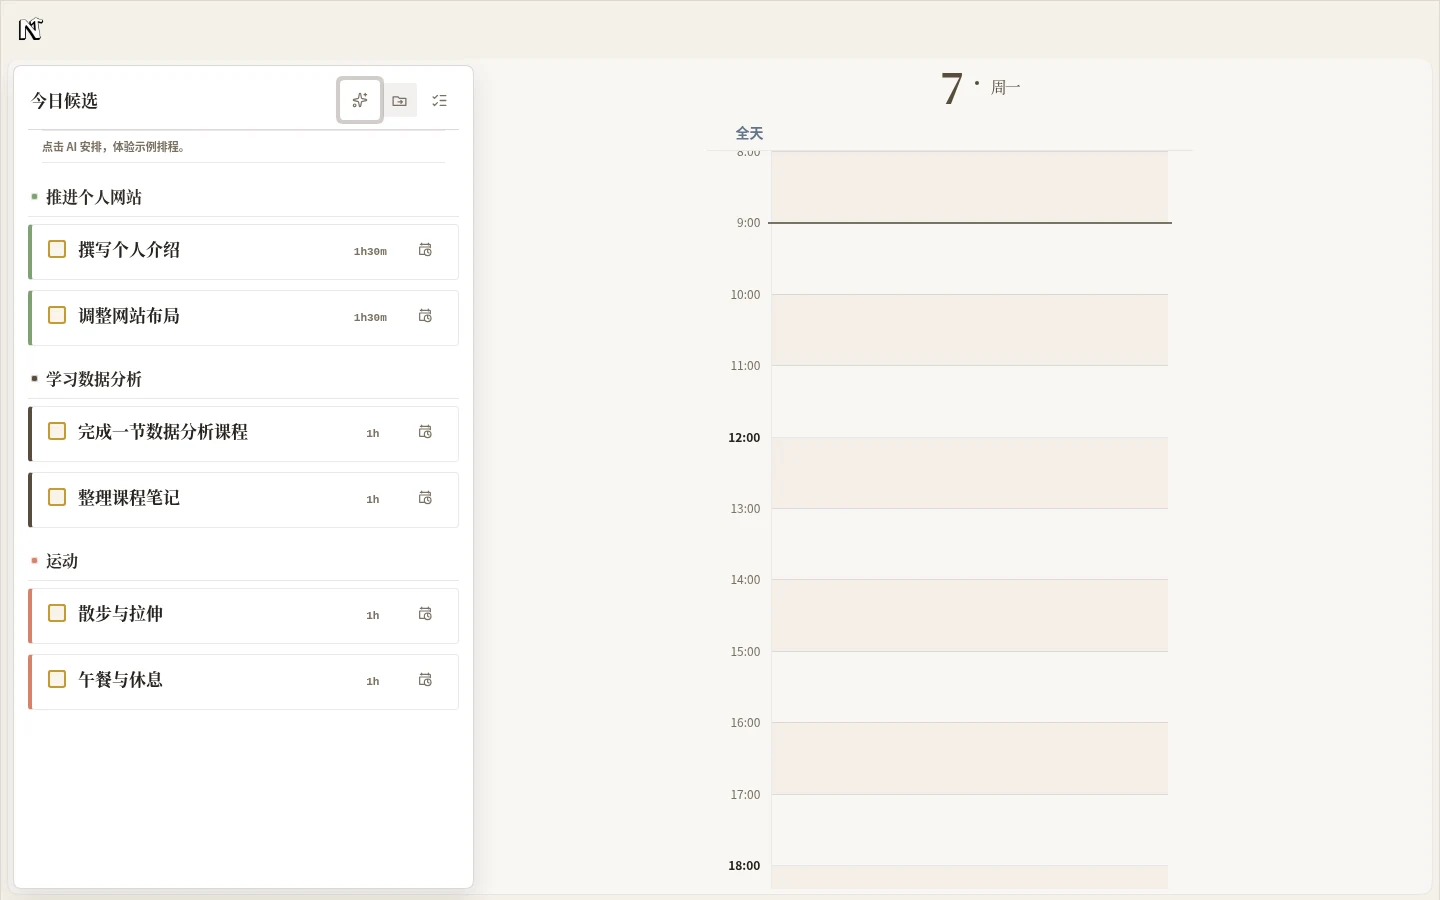 今日候选
点击 AI 安排，体验示例排程。
推进个人网站
撰写个人介绍 1h30m
调整网站布局 1h30m
学习数据分析
完成一节数据分析课程 1h
整理课程笔记 1h
运动
散步与拉伸 1h
午餐与休息 1h
7 · 周一
全天
8:00
9:00
10:00
11:00
12:00
13:00
14:00
15:00
16:00
17:00
18:00